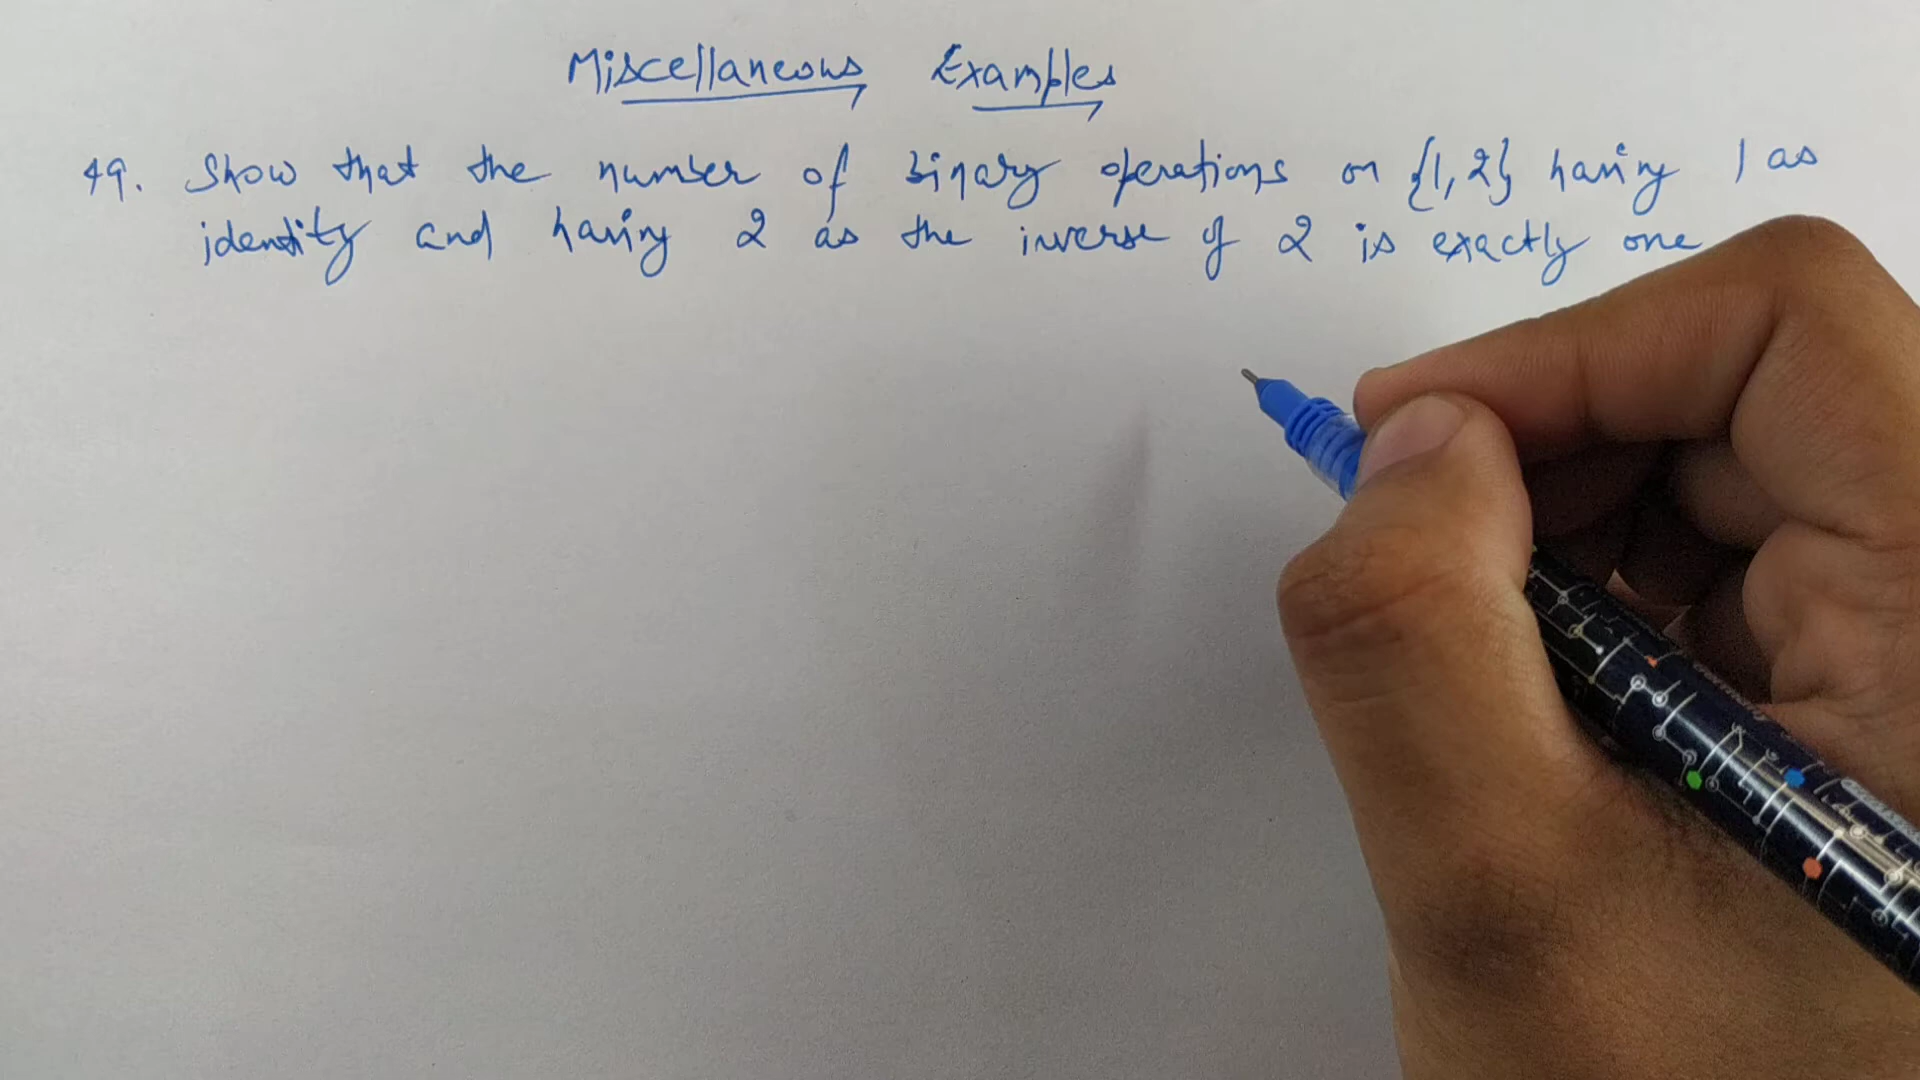 Miscellaneous Examples
49. Show that the number of binary operations on {1, 2} having 1 as
identity and having 2 as the inverse of 2 is exactly one